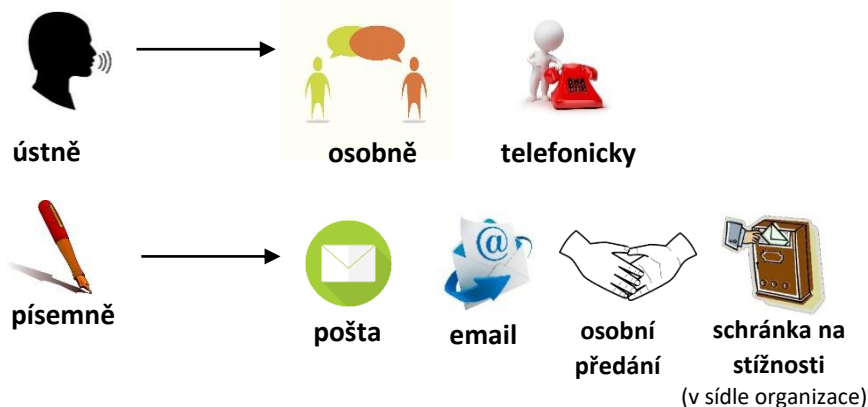 ústně osobně telefonicky
písemně pošta email osobní předání schránka na stížnosti (v sídle organizace)